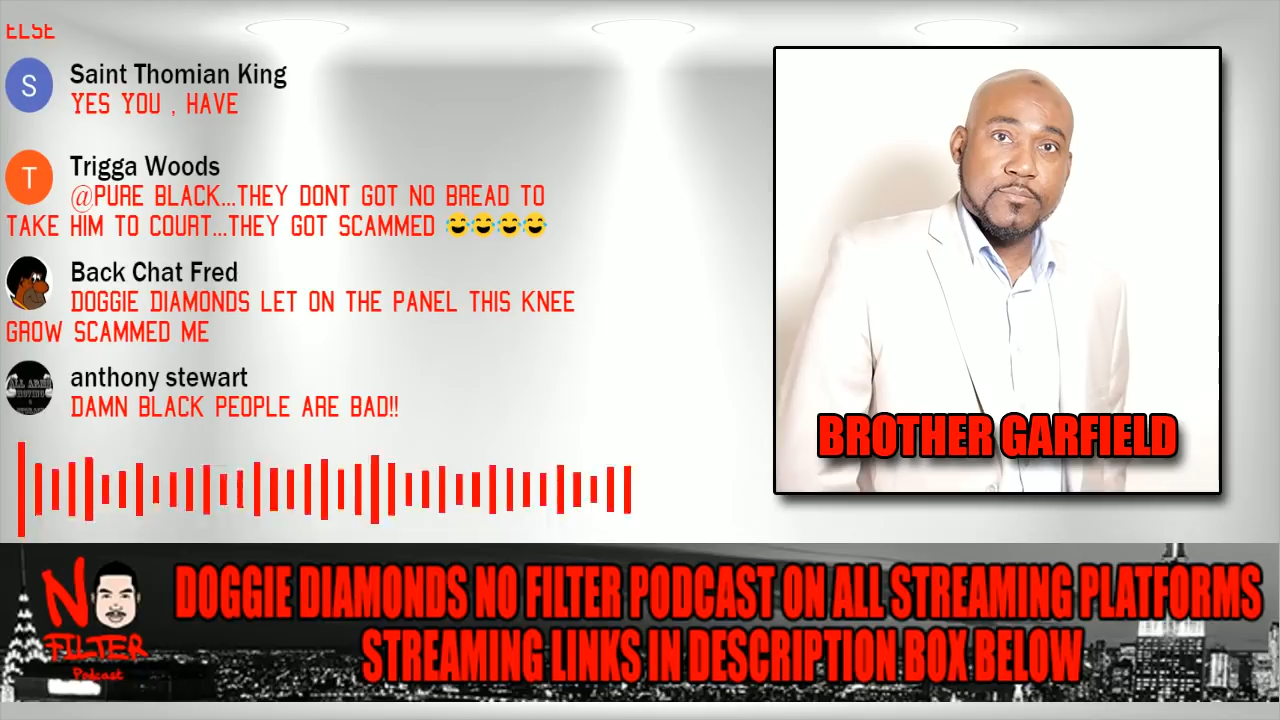 ELSE
S
Saint Thomian King
YES YOU , HAVE
T
Trigga Woods
@PURE BLACK...THEY DONT GOT NO BREAD TO
TAKE HIM TO COURT...THEY GOT SCAMMED 😂😂😂😂
Back Chat Fred
DOGGIE DIAMONDS LET ON THE PANEL THIS KNEE
GROW SCAMMED ME
anthony stewart
DAMN BLACK PEOPLE ARE BAD!!
BROTHER GARFIELD
NO
FILTER
Podcast
DOGGIE DIAMONDS NO FILTER PODCAST ON ALL STREAMING PLATFORMS
STREAMING LINKS IN DESCRIPTION BOX BELOW